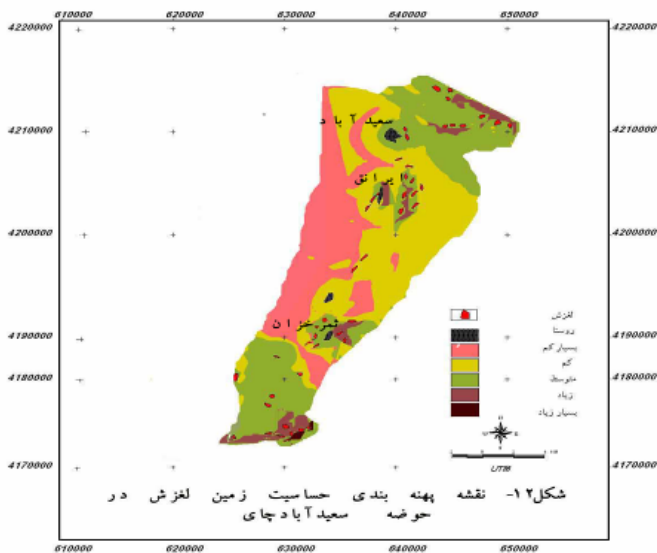 610000 620000 630000 640000 650000
4220000 4220000
4210000 4210000
4200000 4200000
4190000 4190000
4180000 4180000
4170000 4170000
سعید آباد
ایرانق
ثمرخزان
لغزش
روستا
بسیار کم
کم
متوسط
زیاد
بسیار زیاد
شکل۱۲- نقشه پهنه بندی حساسیت زمین لغزش در
حوضه سعید آباد چای
610000 620000 630000 640000 650000